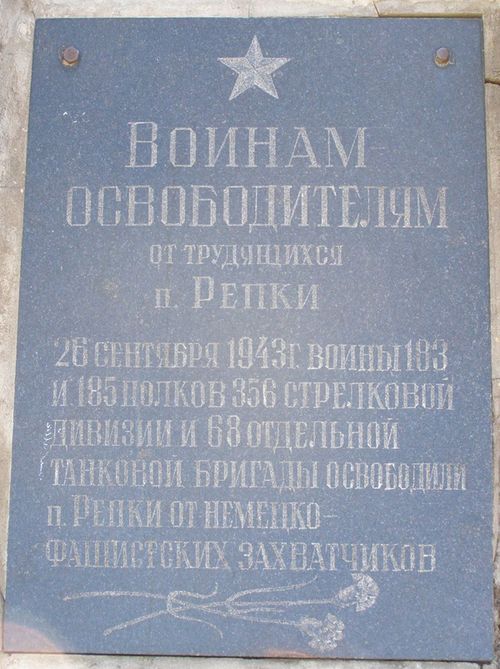 Воинам
освободителям
от трудящихся
п. Репки
26 сентября 1943г. воины 183
и 185 полков 356 стрелковой
дивизии и 68 отдельной
танковой бригады освободили
п. Репки от немецко-
фашистских захватчиков